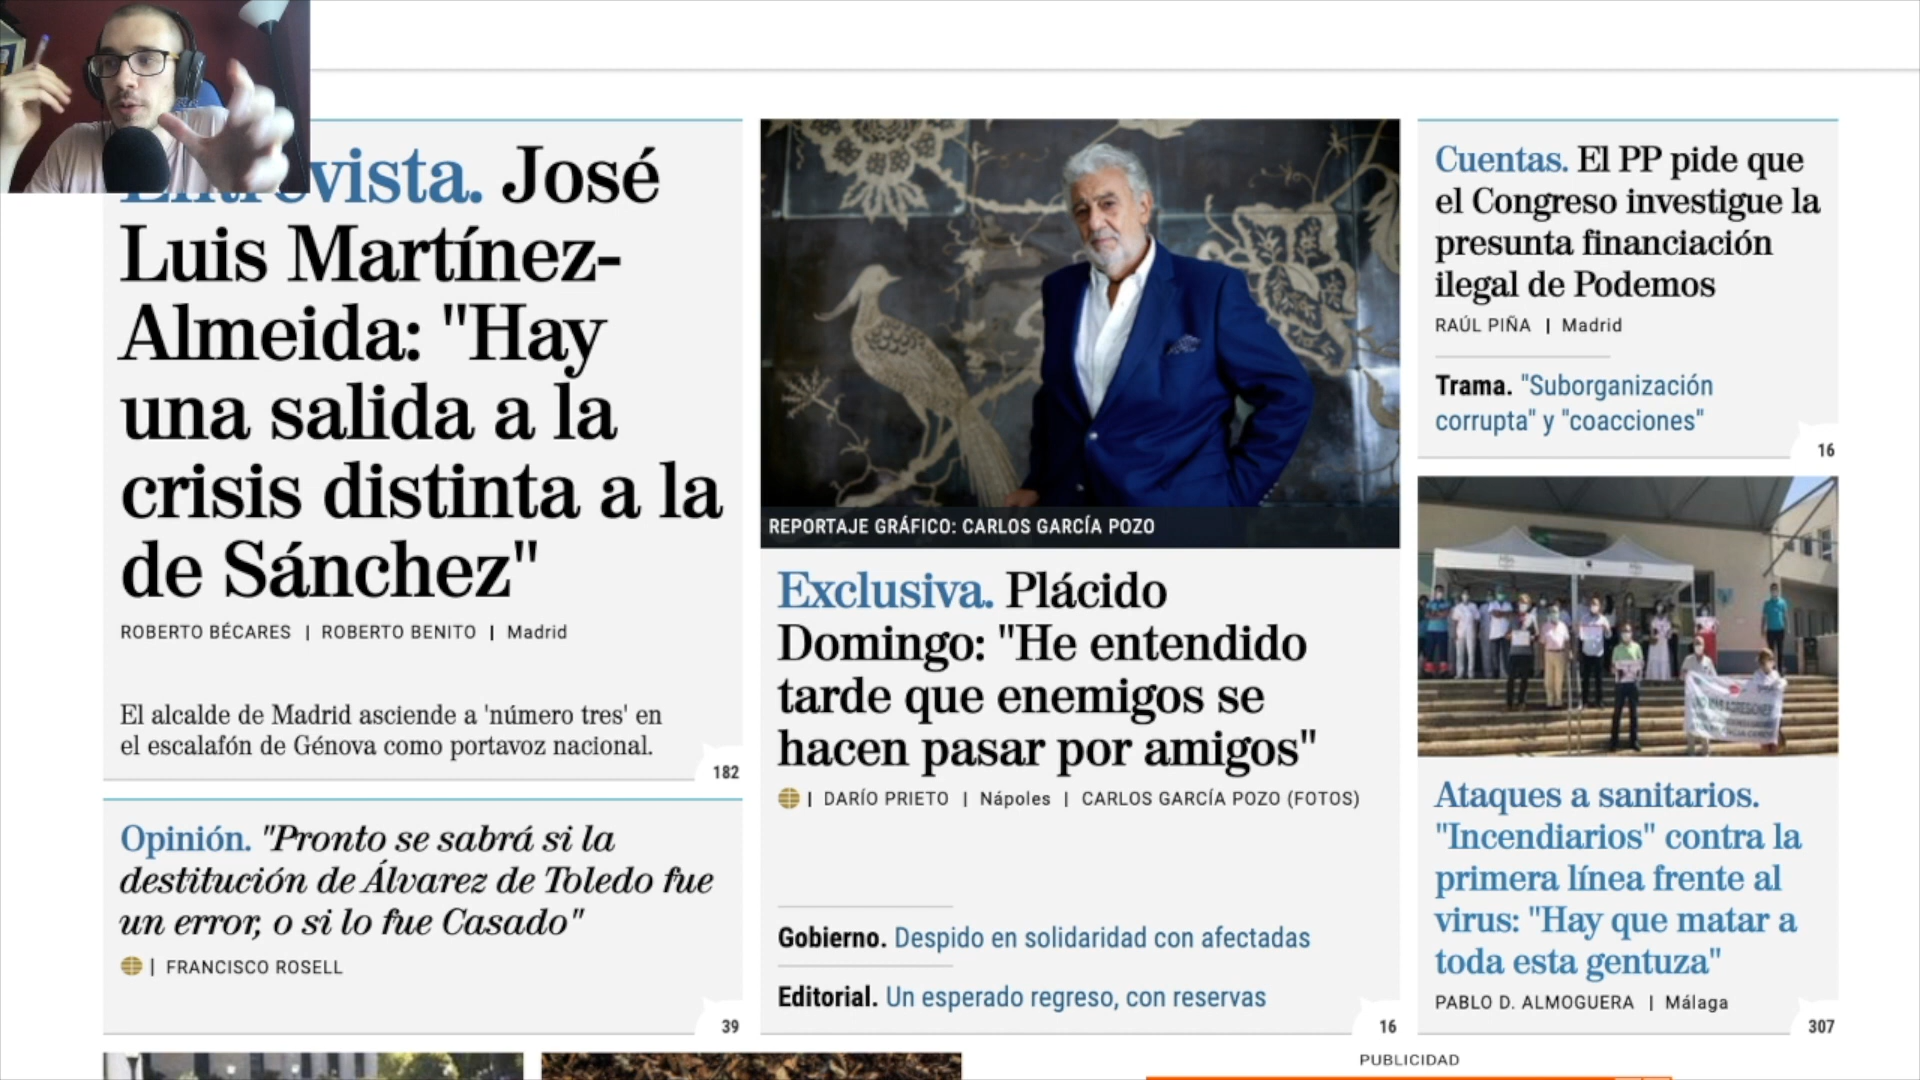 Entrevista. José
Luis Martínez-
Almeida: "Hay
una salida a la
crisis distinta a la
de Sánchez"
ROBERTO BÉCARES | ROBERTO BENITO | Madrid
El alcalde de Madrid asciende a 'número tres' en
el escalafón de Génova como portavoz nacional.
182
Opinión. "Pronto se sabrá si la
destitución de Álvarez de Toledo fue
un error, o si lo fue Casado"
| FRANCISCO ROSELL
39
REPORTAJE GRÁFICO: CARLOS GARCÍA POZO
Exclusiva. Plácido
Domingo: "He entendido
tarde que enemigos se
hacen pasar por amigos"
| DARÍO PRIETO | Nápoles | CARLOS GARCÍA POZO (FOTOS)
Gobierno. Despido en solidaridad con afectadas
Editorial. Un esperado regreso, con reservas
16
Cuentas. El PP pide que
el Congreso investigue la
presunta financiación
ilegal de Podemos
RAÚL PIÑA | Madrid
Trama. "Suborganización
corrupta" y "coacciones"
16
Ataques a sanitarios.
"Incendiarios" contra la
primera línea frente al
virus: "Hay que matar a
toda esta gentuza"
PABLO D. ALMOGUERA | Málaga
307
PUBLICIDAD